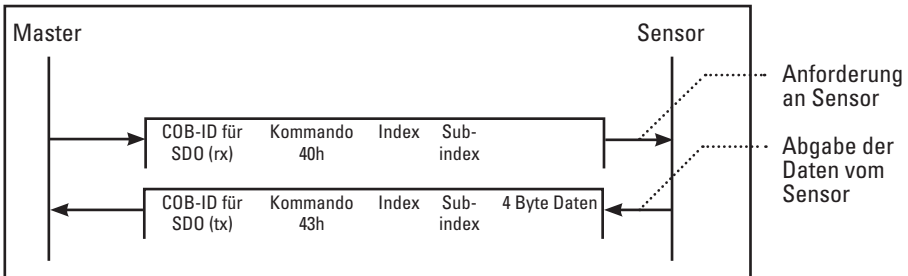 Master Sensor
Anforderung
an Sensor
COB-ID für Kommando Index Sub-
SDO (rx) 40h index
Abgabe der
Daten vom
Sensor
COB-ID für Kommando Index Sub- 4 Byte Daten
SDO (tx) 43h index